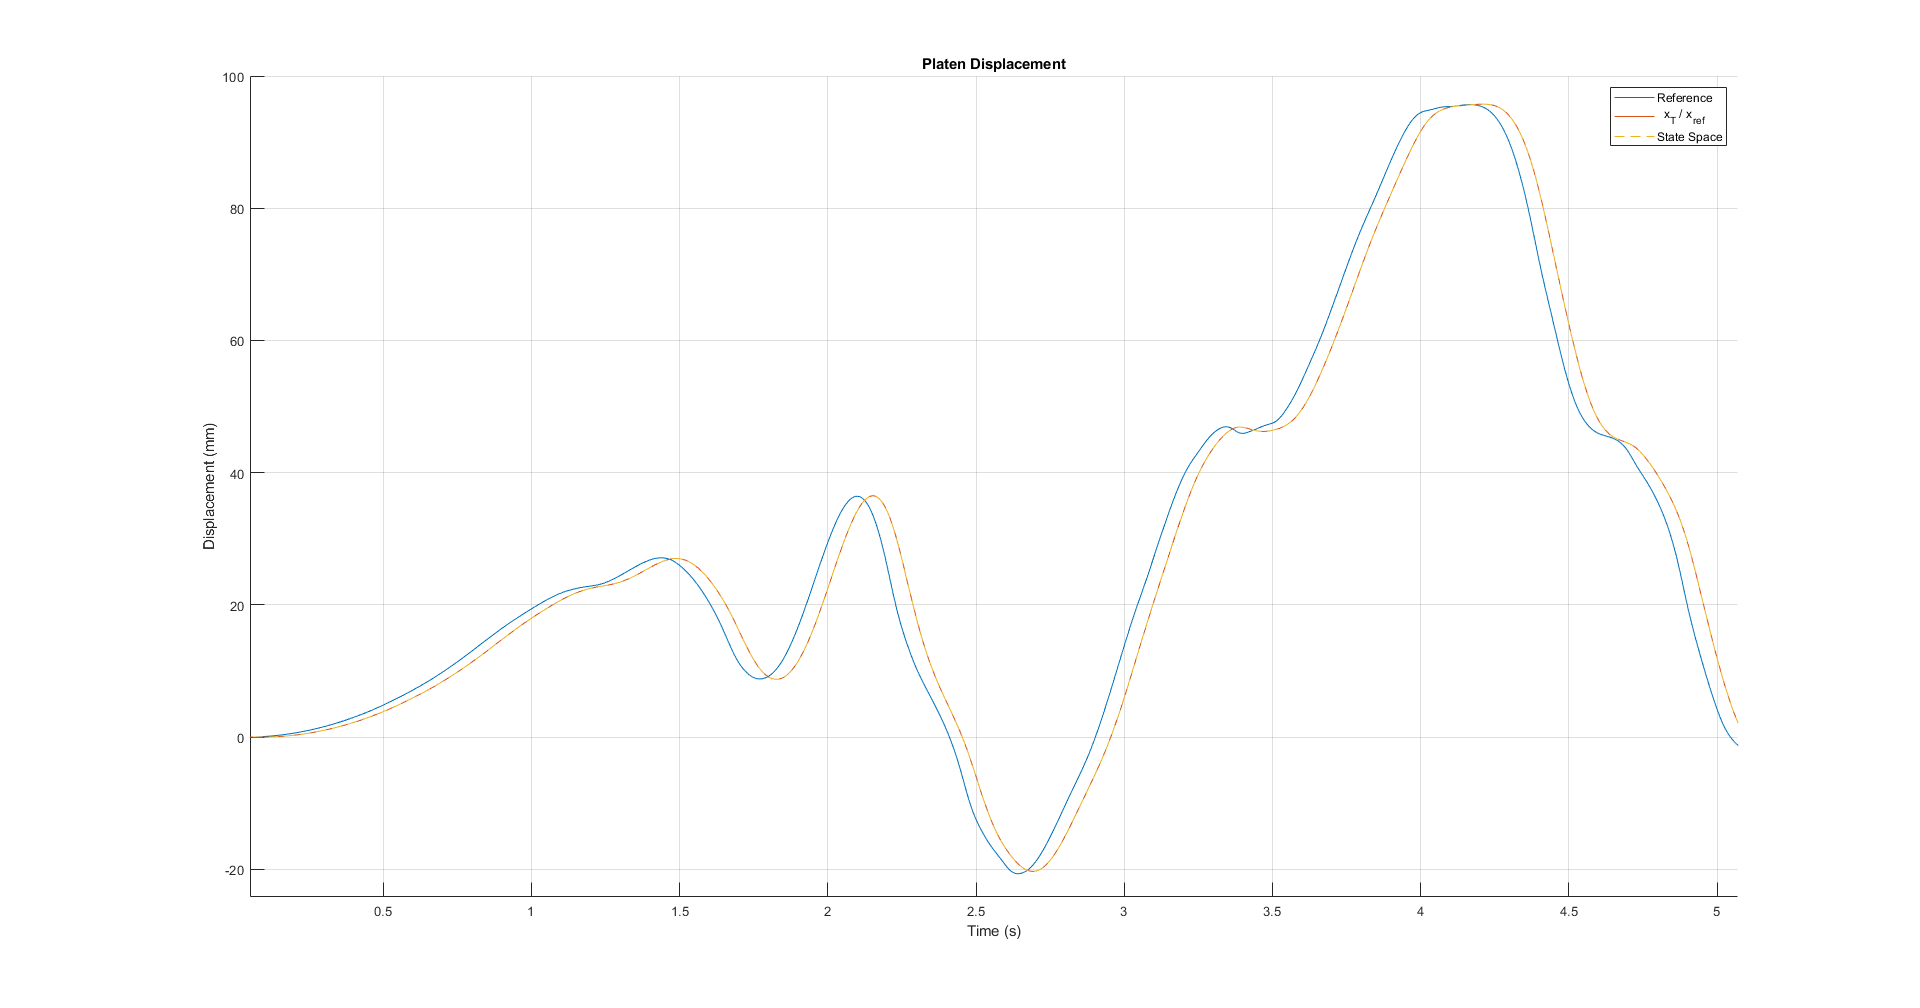 Platen Displacement
100
80
60
40
20
0
-20
Displacement (mm)
Reference
x_T / x_ref
State Space
0.5 1 1.5 2 2.5 3 3.5 4 4.5 5
Time (s)